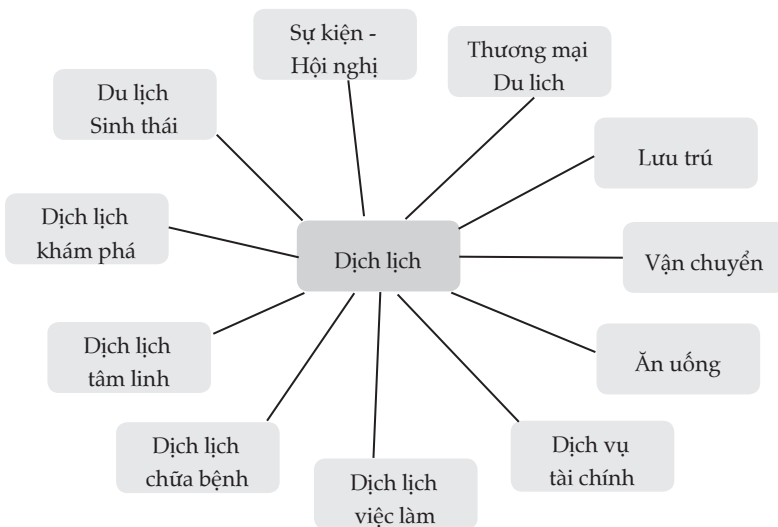 Sự kiện -
Hội nghị
Thương mại
Du lich
Du lịch
Sinh thái
Lưu trú
Dịch lịch
khám phá
Dịch lịch
Vận chuyển
Dịch lịch
tâm linh
Ăn uống
Dịch lịch
chữa bệnh
Dịch lịch
việc làm
Dịch vụ
tài chính